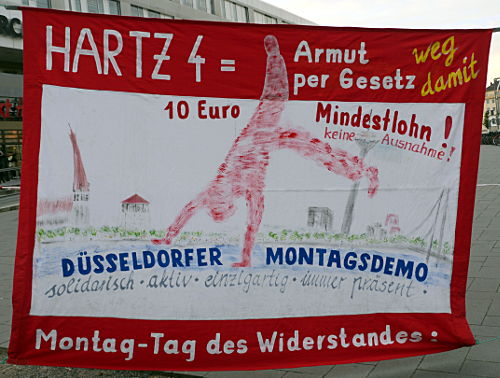 HARTZ 4 =
Armut
per Gesetz
weg
damit
10 Euro
Mindestlohn !
keine Ausnahme !
DÜSSELDORFER MONTAGSDEMO
solidarisch · aktiv · einzigartig · immer präsent ·
Montag-Tag des Widerstandes :